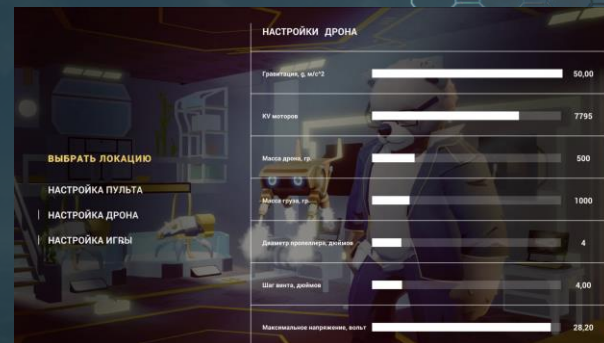 НАСТРОЙКИ ДРОНА
Гравитация, g, м/с^2 50,00
KV моторов 7795
ВЫБРАТЬ ЛОКАЦИЮ
Масса дрона, гр. 500
НАСТРОЙКА ПУЛЬТА
Масса груза, гр. 1000
НАСТРОЙКА ДРОНА
НАСТРОЙКА ИГРЫ
Диаметр пропеллера, дюймов 4
Шаг винта, дюймов 4,00
Максимальное напряжение, вольт 28,20